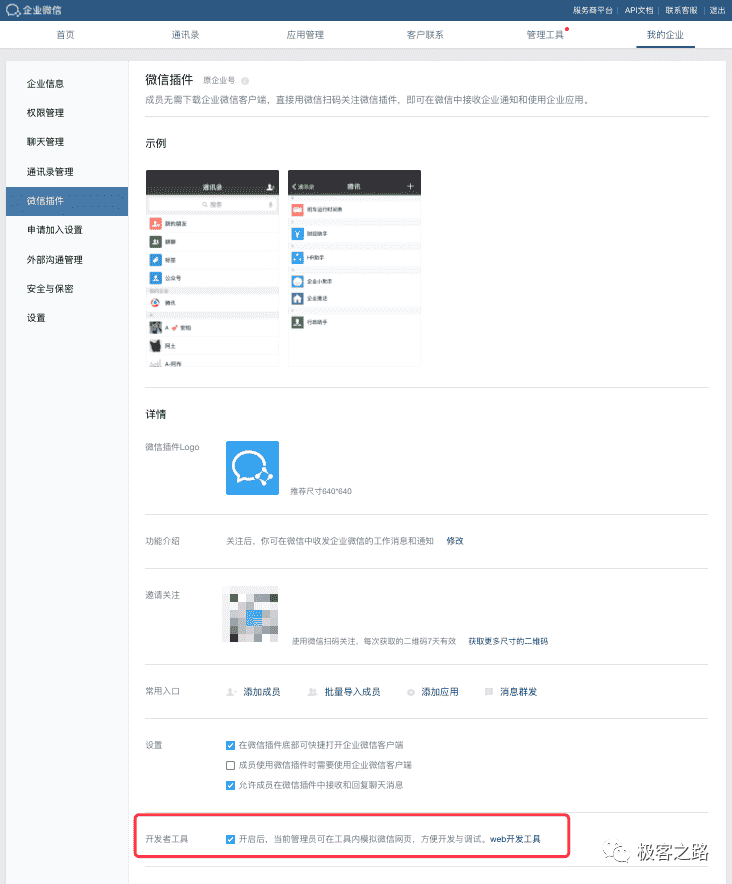 企业微信
服务商平台 | API文档 | 联系客服 | 退出
首页 通讯录 应用管理 客户联系 管理工具 我的企业
企业信息
权限管理
聊天管理
通讯录管理
微信插件
申请加入设置
外部沟通管理
安全与保密
设置
微信插件 原企业号
成员无需下载企业微信客户端，直接用微信扫码关注微信插件，即可在微信中接收企业通知和使用企业应用。
示例
通讯录
搜索
新的朋友
群聊
标签
公众号
腾讯
A
阿土
A-阿布
通讯录 腾讯
班车运行时间表
财经助手
HR助手
企业小助手
企业推送
行政助手
详情
微信插件Logo
推荐尺寸640*640
功能介绍 关注后，你可在微信中收发企业微信的工作消息和通知 修改
邀请关注
使用微信扫码关注，每次获取的二维码7天有效 获取更多尺寸的二维码
常用入口 添加成员 批量导入成员 添加应用 消息群发
设置 在微信插件底部可快捷打开企业微信客户端
成员使用微信插件时需要使用企业微信客户端
允许成员在微信插件中接收和回复聊天消息
开发者工具 开启后，当前管理员可在工具内模拟微信网页，方便开发与调试。web开发工具
极客之路